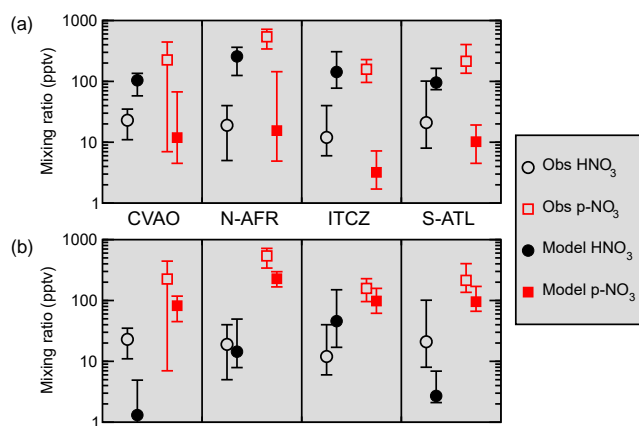 (a)
Mixing ratio (pptv)
1000
100
10
1
CVAO N-AFR ITCZ S-ATL
(b)
Mixing ratio (pptv)
1000
100
10
1
Obs HNO₃
Obs p-NO₃
Model HNO₃
Model p-NO₃